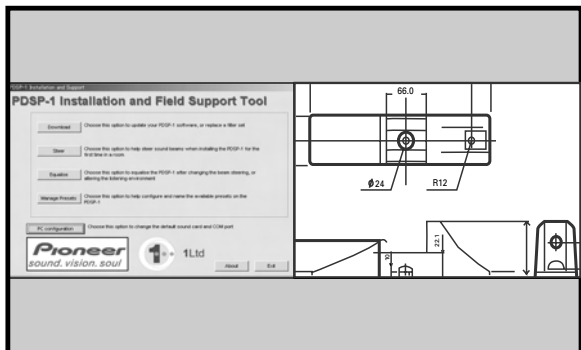 PDSP-1 Installation and Support
PDSP-1 Installation and Field Support Tool
Download
Choose this option to update your PDSP-1 software, or replace a filter set
Steer
Choose this option to help steer sound beams when installing the PDSP-1 for the
first time in a room
Equalise
Choose this option to equalise the PDSP-1 after changing the beam steering, or
altering the listening environment
Manage Presets
Choose this option to help configure and name the available presets on the
PDSP-1
PC configuration
Choose this option to change the default sound card and COM port
Pioneer
sound. vision. soul
1 Ltd
About
Exit
66.0
ø24
R12
22.1
10